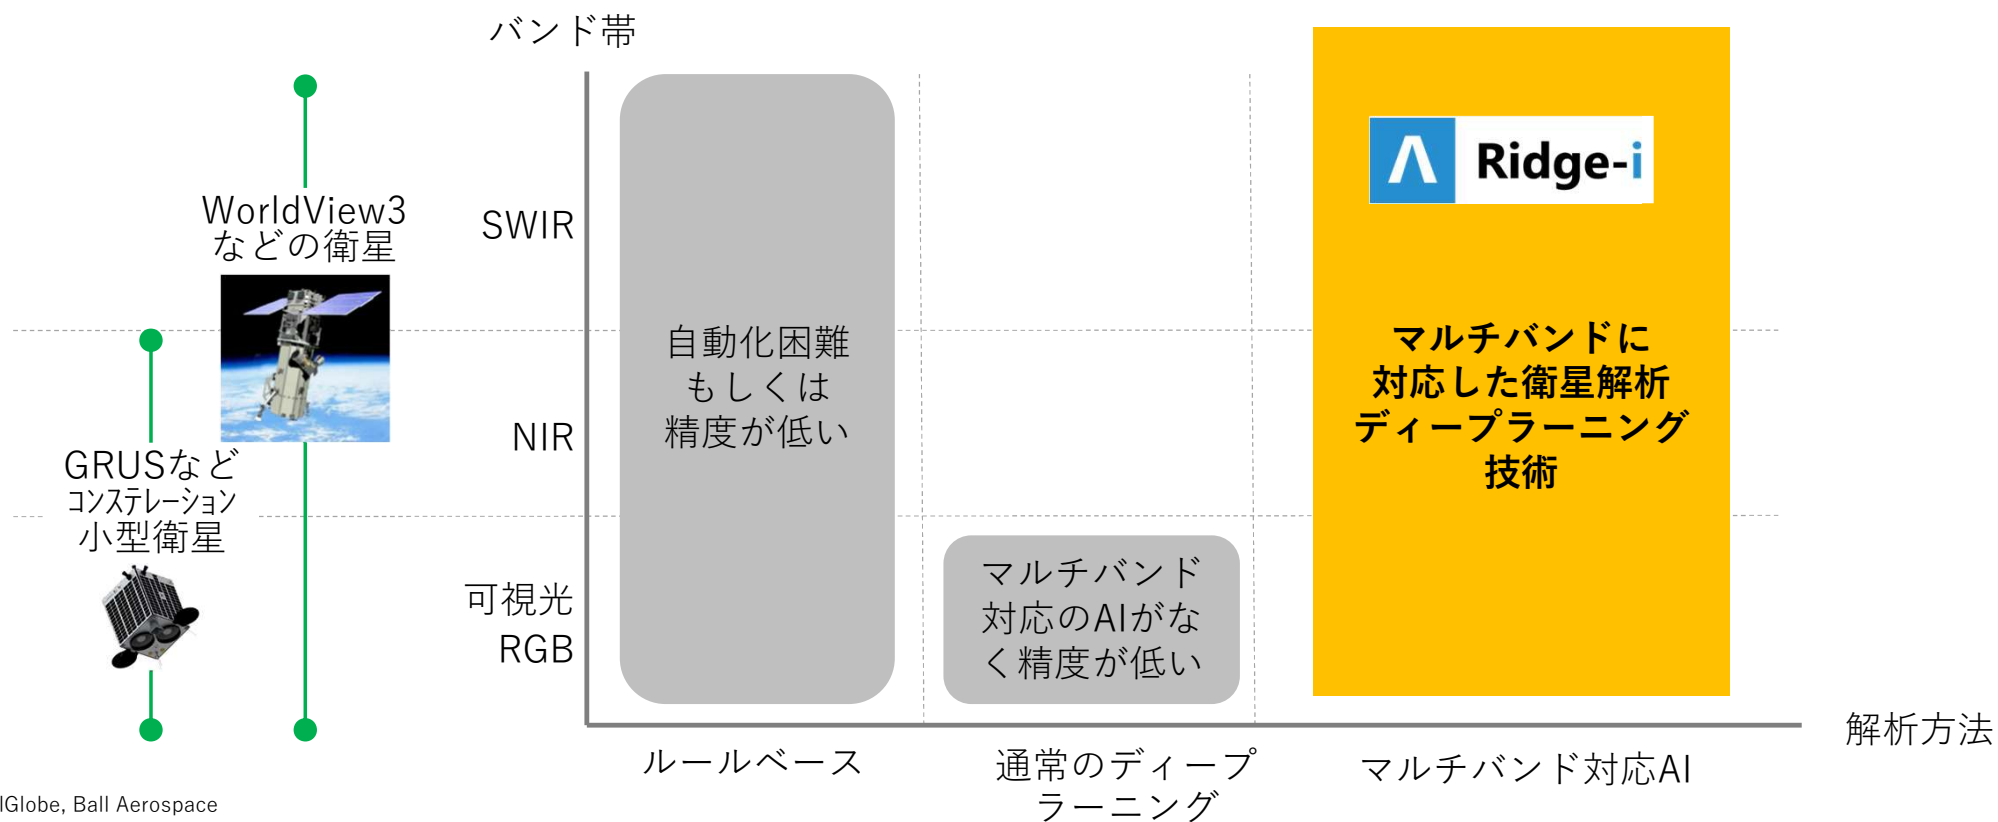 バンド帯
WorldView3
などの衛星
GRUSなど
コンステレーション
小型衛星
SWIR
NIR
可視光
RGB
自動化困難
もしくは
精度が低い
マルチバンド
対応のAIがな
く精度が低い
Ridge-i
マルチバンドに
対応した衛星解析
ディープラーニング
技術
解析方法
ルールベース
通常のディープ
ラーニング
マルチバンド対応AI
lGlobe, Ball Aerospace